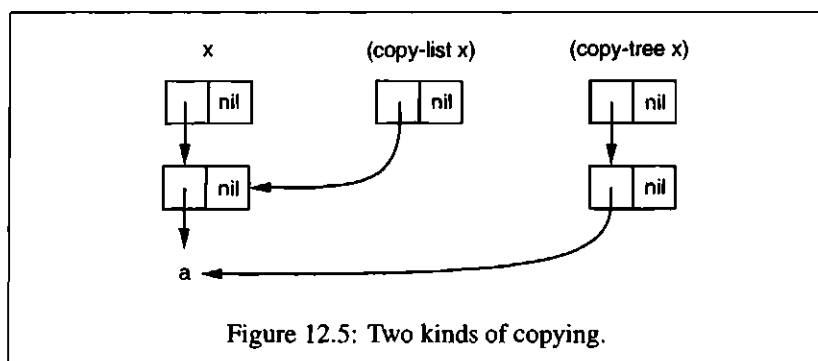 x (copy-list x) (copy-tree x)
nil nil nil
nil nil
a
Figure 12.5: Two kinds of copying.